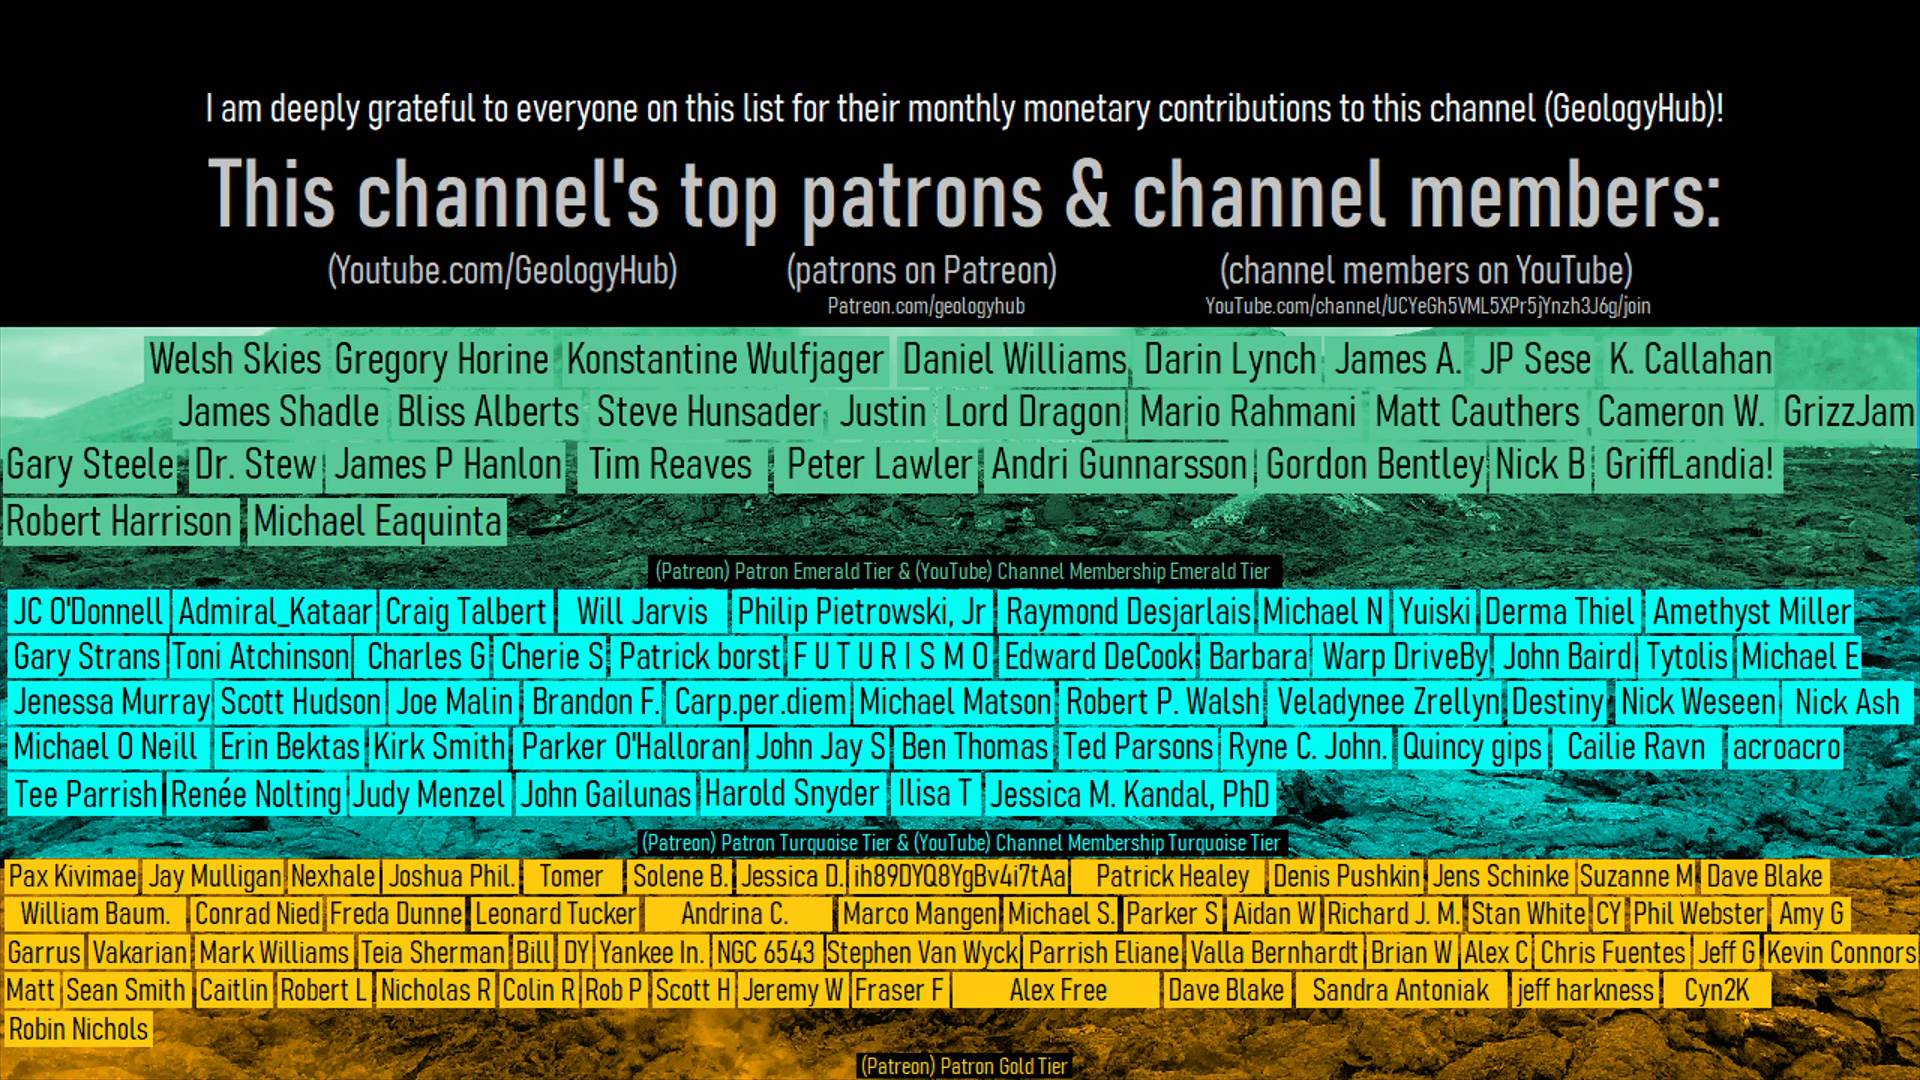 I am deeply grateful to everyone on this list for their monthly monetary contributions to this channel (GeologyHub)!
This channel's top patrons & channel members:
(Youtube.com/GeologyHub) (patrons on Patreon) (channel members on YouTube)
Patreon.com/geologyhub YouTube.com/channel/UCYeGh5VML5XPr5jYnzh3J6g/join
Welsh Skies Gregory Horine Konstantine Wulfjager Daniel Williams Darin Lynch James A. JP Sese K. Callahan
James Shadle Bliss Alberts Steve Hunsader Justin Lord Dragon Mario Rahmani Matt Cauthers Cameron W. GrizzJam
Gary Steele Dr. Stew James P Hanlon Tim Reaves Peter Lawler Andri Gunnarsson Gordon Bentley Nick B GriffLandia!
Robert Harrison Michael Eaquinta
(Patreon) Patron Emerald Tier & (YouTube) Channel Membership Emerald Tier
JC O'Donnell Admiral_Kataar Craig Talbert Will Jarvis Philip Pietrowski, Jr Raymond Desjarlais Michael N Yuiski Derma Thiel Amethyst Miller
Gary Strans Toni Atchinson Charles G Cherie S Patrick borst F U T U R I S M O Edward DeCook Barbara Warp DriveBy John Baird Tytolis Michael E
Jenessa Murray Scott Hudson Joe Malin Brandon F. Carp.per.diem Michael Matson Robert P. Walsh Veladynee Zrellyn Destiny Nick Weseen Nick Ash
Michael O Neill Erin Bektas Kirk Smith Parker O'Halloran John Jay S Ben Thomas Ted Parsons Ryne C. John. Quincy gips Cailie Ravn acroacro
Tee Parrish Renée Nolting Judy Menzel John Gailunas Harold Snyder Ilisa T Jessica M. Kandal, PhD
(Patreon) Patron Turquoise Tier & (YouTube) Channel Membership Turquoise Tier
Pax Kivimae Jay Mulligan Nexhale Joshua Phil. Tomer Solene B. Jessica D. ih89DYQ8YgBv4i7tAa Patrick Healey Denis Pushkin Jens Schinke Suzanne M Dave Blake
William Baum. Conrad Nied Freda Dunne Leonard Tucker Andrina C. Marco Mangen Michael S. Parker S Aidan W Richard J. M. Stan White CY Phil Webster Amy G
Garrus Vakarian Mark Williams Teia Sherman Bill DY Yankee In. NGC 6543 Stephen Van Wyck Parrish Eliane Valla Bernhardt Brian W Alex C Chris Fuentes Jeff G Kevin Connors
Matt Sean Smith Caitlin Robert L Nicholas R Colin R Rob P Scott H Jeremy W Fraser F Alex Free Dave Blake Sandra Antoniak jeff harkness Cyn2K
Robin Nichols
(Patreon) Patron Gold Tier